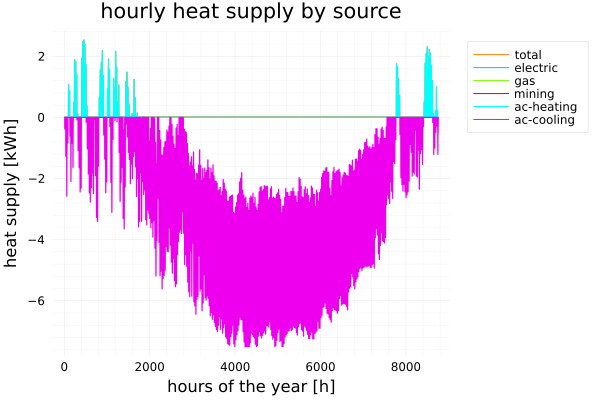 hourly heat supply by source
total
electric
gas
mining
ac-heating
ac-cooling
heat supply [kWh]
2
0
−2
−4
−6
0 2000 4000 6000 8000
hours of the year [h]